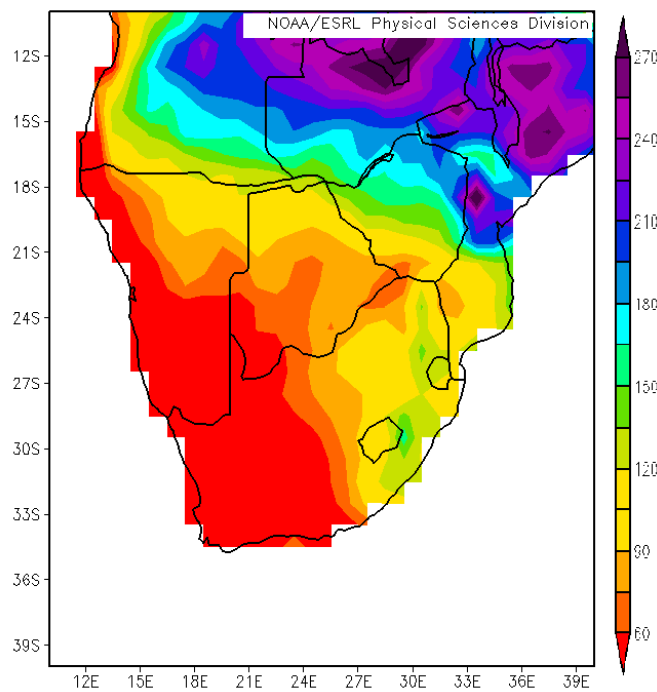 NOAA/ESRL Physical Sciences Division
12S
15S
18S
21S
24S
27S
30S
33S
36S
39S
12E
15E
18E
21E
24E
27E
30E
33E
36E
39E
270
240
210
180
150
120
90
60